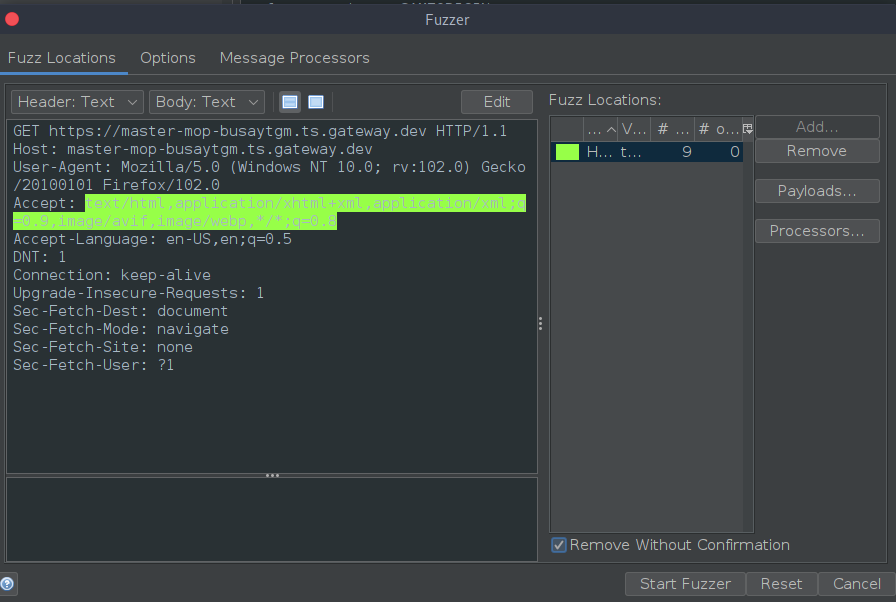 Fuzzer
Fuzz Locations Options Message Processors
Header: Text Body: Text Edit
GET https://master-mop-busaytgm.ts.gateway.dev HTTP/1.1
Host: master-mop-busaytgm.ts.gateway.dev
User-Agent: Mozilla/5.0 (Windows NT 10.0; rv:102.0) Gecko
/20100101 Firefox/102.0
Accept: text/html,application/xhtml+xml,application/xml;q
=0.9,image/avif,image/webp,*/*;q=0.8
Accept-Language: en-US,en;q=0.5
DNT: 1
Connection: keep-alive
Upgrade-Insecure-Requests: 1
Sec-Fetch-Dest: document
Sec-Fetch-Mode: navigate
Sec-Fetch-Site: none
Sec-Fetch-User: ?1
Fuzz Locations:
... V... # ... # o...
H... t... 9 0
Add...
Remove
Payloads...
Processors...
Remove Without Confirmation
Start Fuzzer Reset Cancel